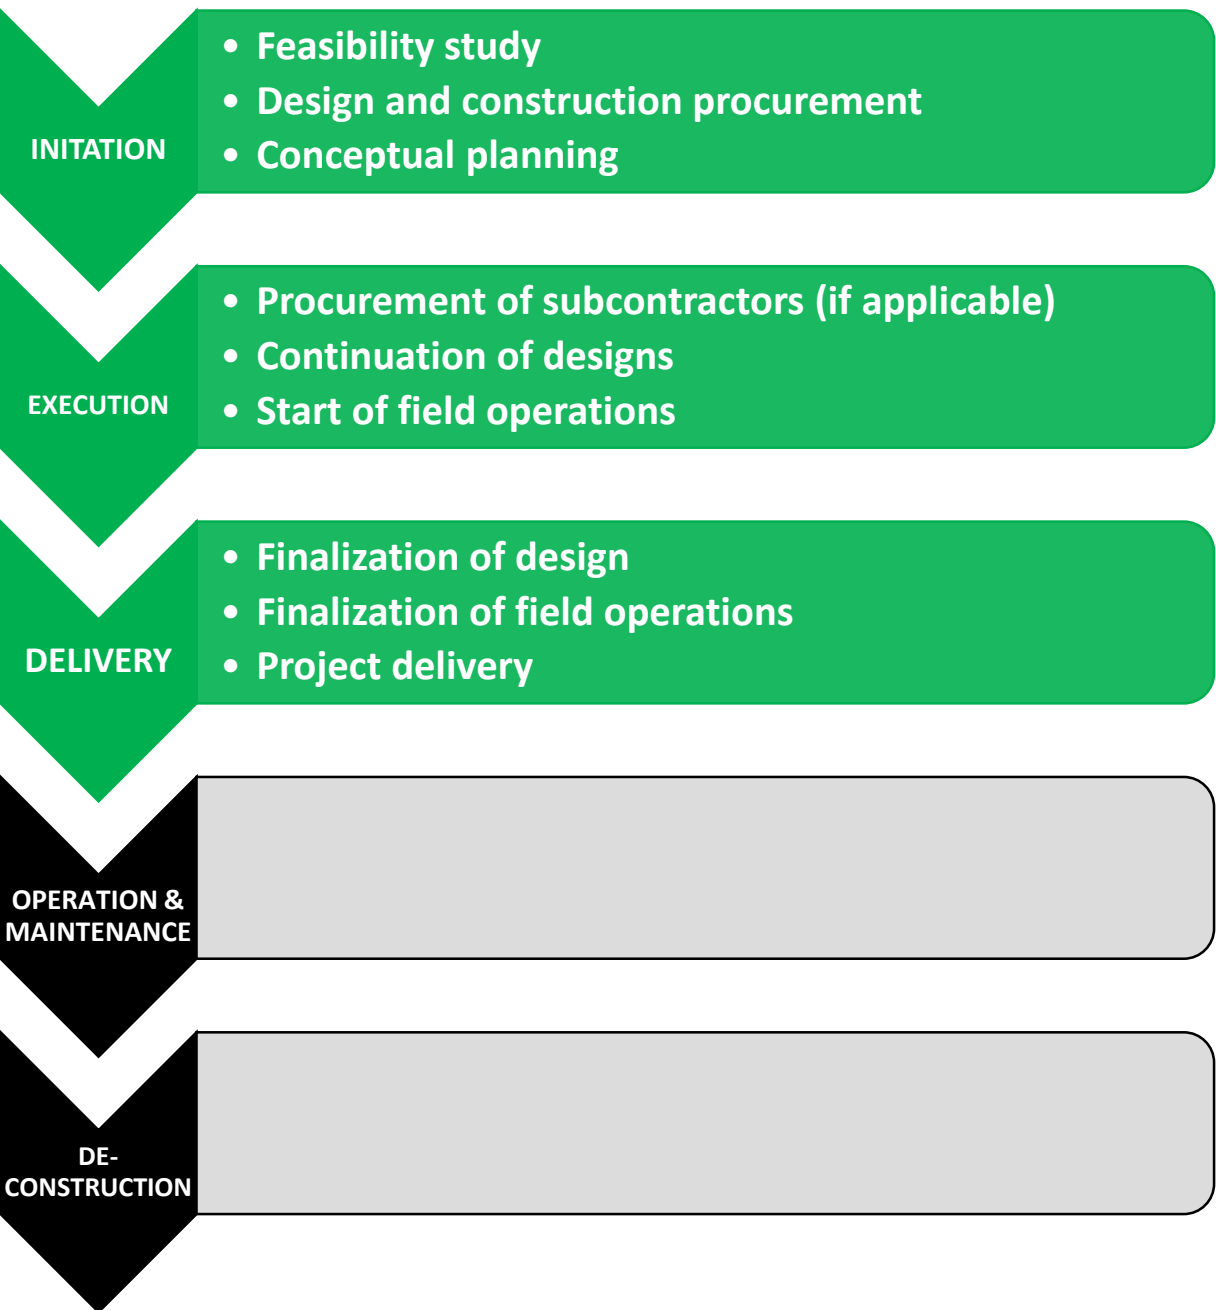 INITATION
• Feasibility study
• Design and construction procurement
• Conceptual planning
EXECUTION
• Procurement of subcontractors (if applicable)
• Continuation of designs
• Start of field operations
DELIVERY
• Finalization of design
• Finalization of field operations
• Project delivery
OPERATION &
MAINTENANCE
DE-
CONSTRUCTION